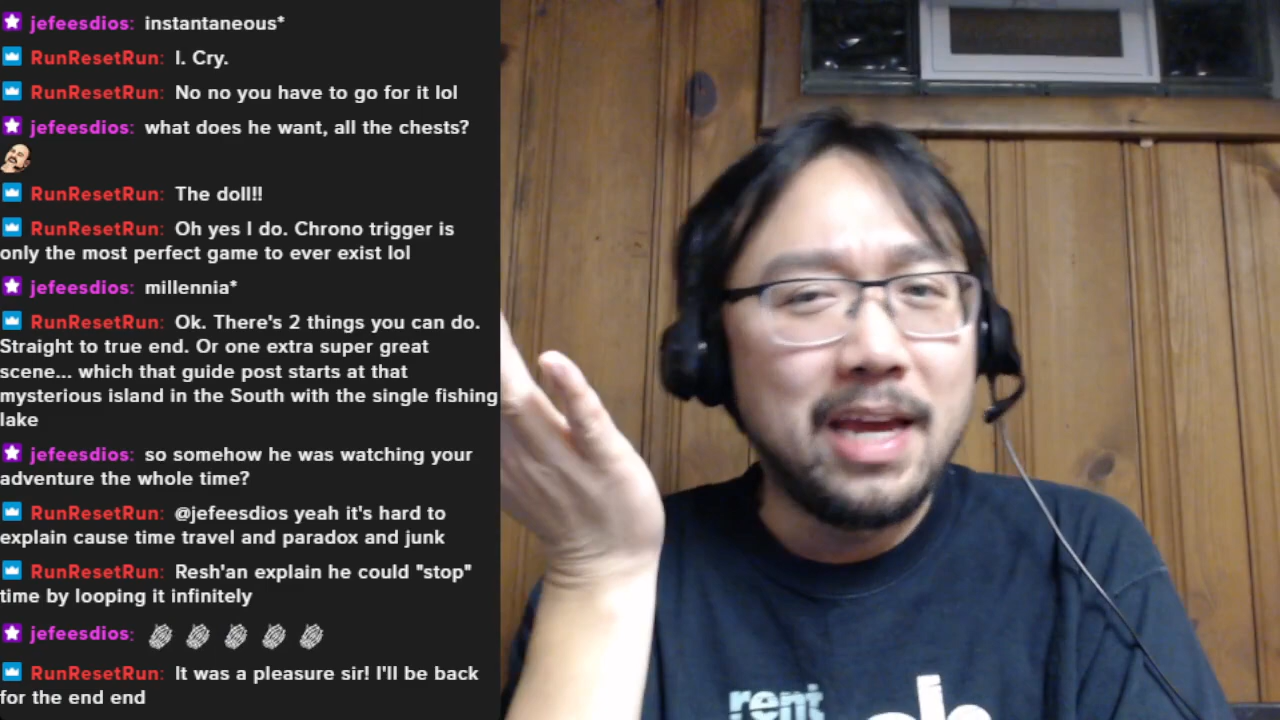 jefeesdios: instantaneous*
RunResetRun: I. Cry.
RunResetRun: No no you have to go for it lol
jefeesdios: what does he want, all the chests?
RunResetRun: The doll!!
RunResetRun: Oh yes I do. Chrono trigger is
only the most perfect game to ever exist lol
jefeesdios: millennia*
RunResetRun: Ok. There's 2 things you can do.
Straight to true end. Or one extra super great
scene... which that guide post starts at that
mysterious island in the South with the single fishing
lake
jefeesdios: so somehow he was watching your
adventure the whole time?
RunResetRun: @jefeesdios yeah it's hard to
explain cause time travel and paradox and junk
RunResetRun: Resh'an explain he could "stop"
time by looping it infinitely
jefeesdios:
RunResetRun: It was a pleasure sir! I'll be back
for the end end
rent